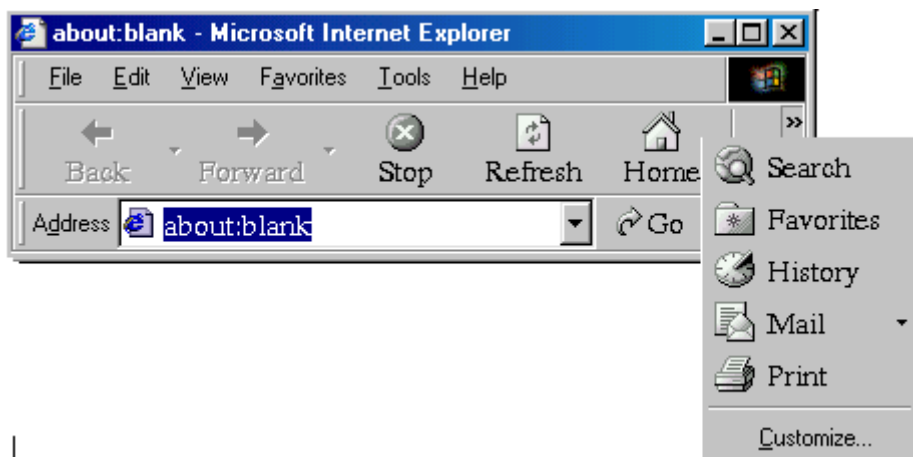 about:blank - Microsoft Internet Explorer
File Edit View Favorites Tools Help
Back Forward Stop Refresh Home »
Address about:blank Go
Search
Favorites
History
Mail
Print
Customize...